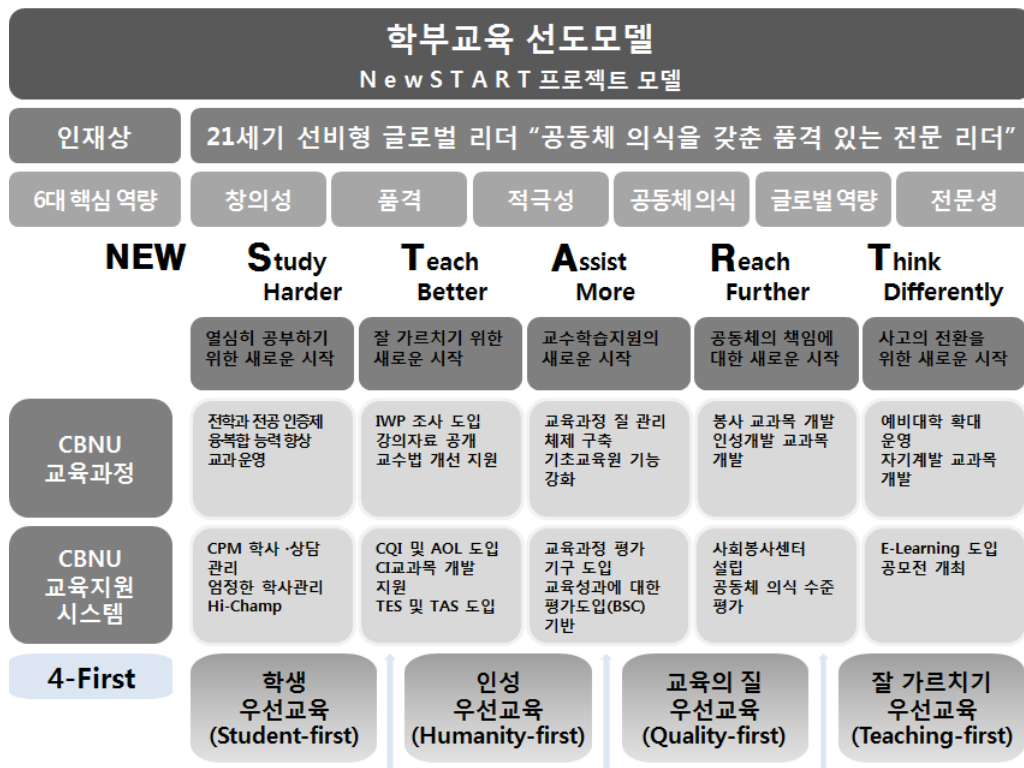 학부교육 선도모델
NewSTART프로젝트 모델
인재상
21세기 선비형 글로벌 리더 “공동체 의식을 갖춘 품격 있는 전문 리더”
6대 핵심 역량
창의성
품격
적극성
공동체 의식
글로벌 역량
전문성
NEW
Study
Harder
Teach
Better
Assist
More
Reach
Further
Think
Differently
열심히 공부하기
위한 새로운 시작
잘 가르치기 위한
새로운 시작
교수학습지원의
새로운 시작
공동체의 책임에
대한 새로운 시작
사고의 전환을
위한 새로운 시작
CBNU
교육과정
전학과 전공 인증제
융복합 능력 향상
교과 운영
IWP 조사 도입
강의자료 공개
교수법 개선 지원
교육과정 질 관리
체제 구축
기초교육원 기능
강화
봉사 교과목 개발
인성개발 교과목
개발
예비대학 확대
운영
자기계발 교과목
개발
CBNU
교육지원
시스템
CPM 학사 ·상담
관리
엄정한 학사관리
Hi-Champ
CQI 및 AOL 도입
CI교과목 개발
지원
TES 및 TAS 도입
교육과정 평가
기구 도입
교육성과에 대한
평가도입(BSC)
기반
사회봉사센터
설립
공동체 의식 수준
평가
E-Learning 도입
공모전 개최
4-First
학생
우선교육
(Student-first)
인성
우선교육
(Humanity-first)
교육의 질
우선교육
(Quality-first)
잘 가르치기
우선교육
(Teaching-first)